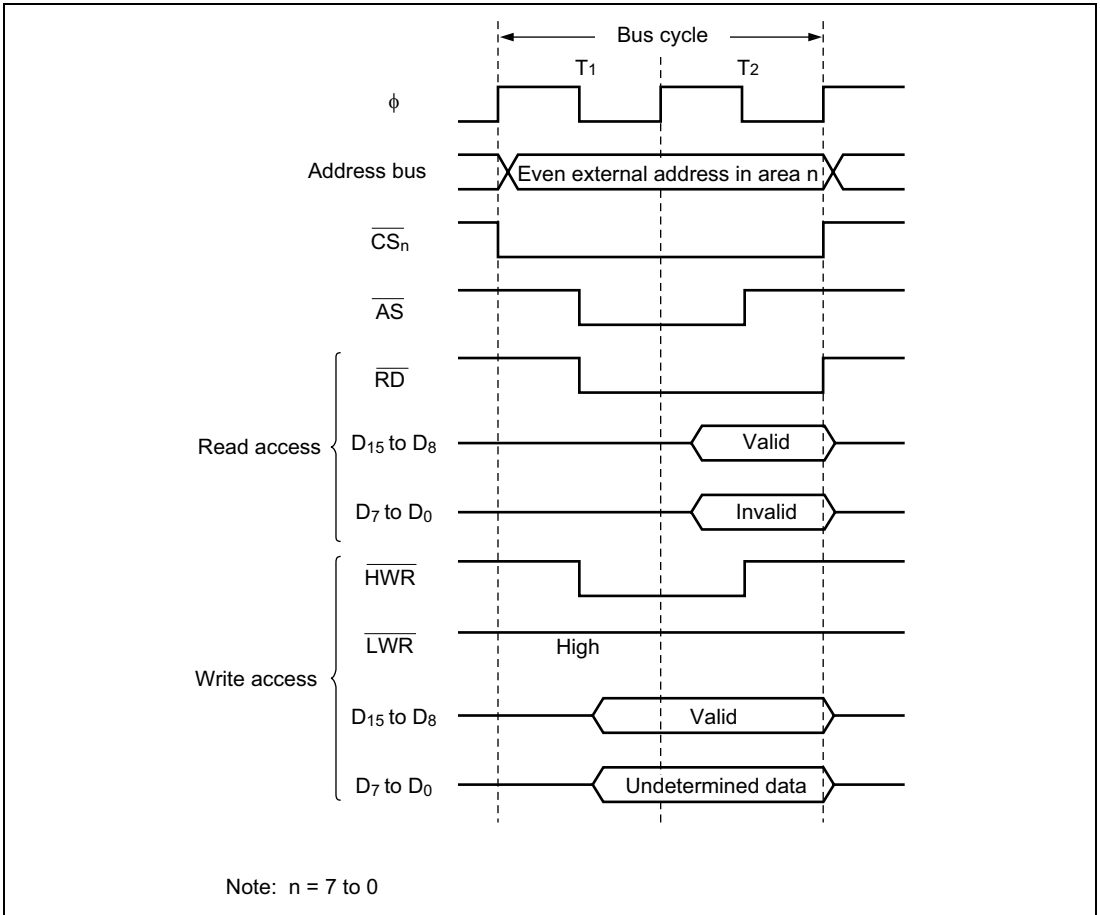 Bus cycle
T1 T2
ϕ
Address bus Even external address in area n
CSn
AS
RD
Read access D15 to D8 Valid
D7 to D0 Invalid
HWR
LWR High
Write access
D15 to D8 Valid
D7 to D0 Undetermined data
Note: n = 7 to 0